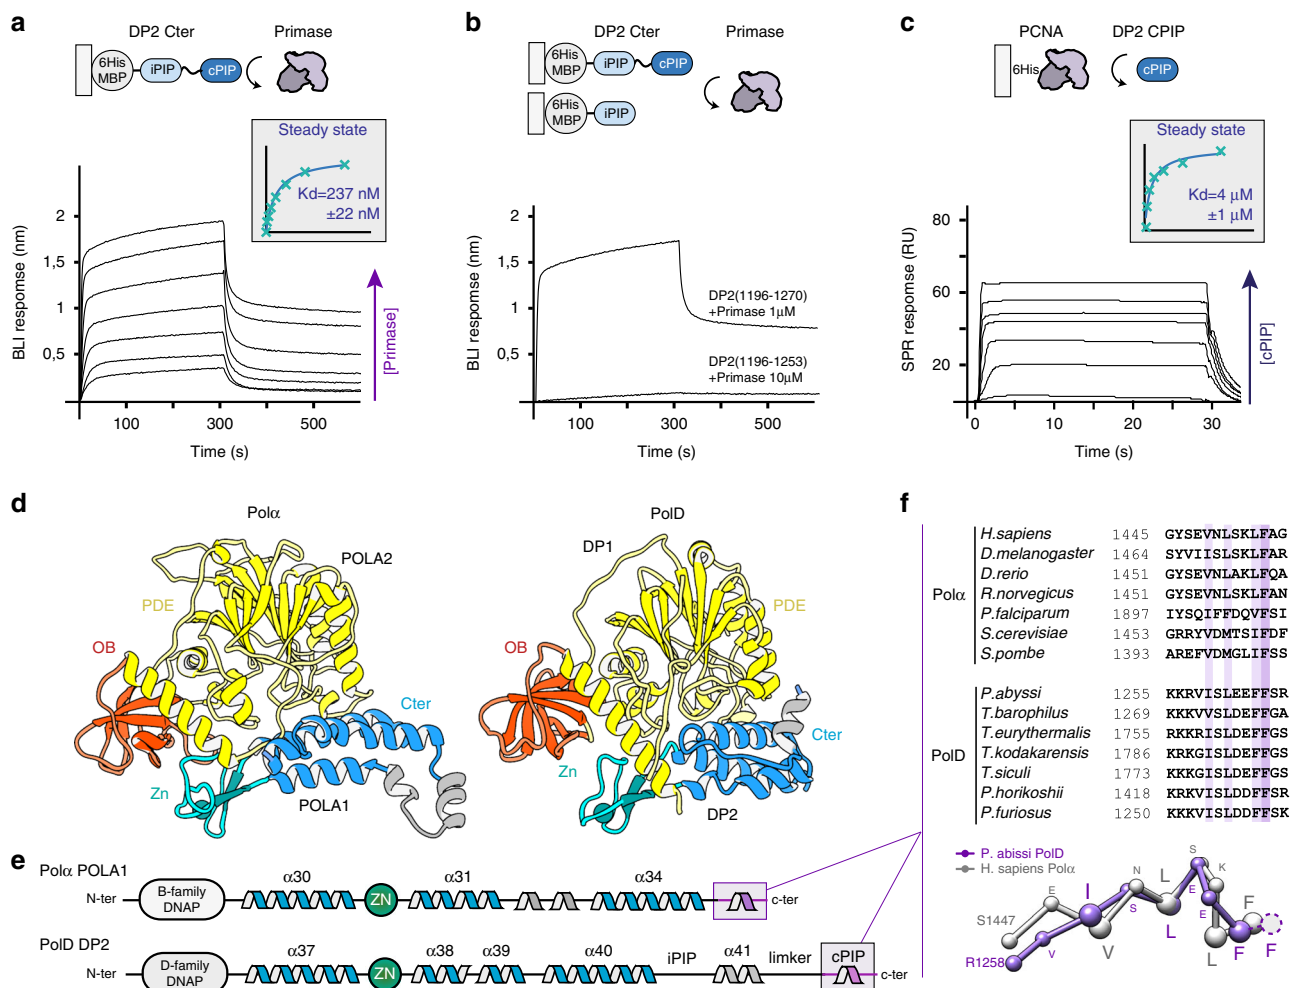 a
DP2 Cter
Primase
6His
MBP
iPIP
cPIP
Steady state
Kd=237 nM
±22 nM
BLI respomse (nm)
2
1,5
1
0,5
100
300
500
Time (s)
[Primase]
b
DP2 Cter
Primase
6His
MBP
iPIP
cPIP
6His
MBP
iPIP
BLI respomse (nm)
2
1,5
1
0,5
DP2(1196-1270)
+Primase 1µM
DP2(1196-1253)
+Primase 10µM
100
300
500
Time (s)
c
PCNA
DP2 CPIP
6His
cPIP
Steady state
Kd=4 µM
±1 µM
SPR response (RU)
80
60
20
0
10
20
30
Time (s)
[cPIP]
d
Polα
POLA2
PDE
OB
Cter
Zn
POLA1
PolD
DP1
PDE
OB
Cter
Zn
DP2
e
Polα POLA1
N-ter
B-family
DNAP
α30
ZN
α31
α34
c-ter
PolD DP2
N-ter
D-family
DNAP
α37
ZN
α38
α39
α40
iPIP
α41
linker
cPIP
c-ter
f
Polα
H.sapiens 1445 GYSEVNLSKLFAG
D.melanogaster 1464 SYVIISLSKLFAR
D.rerio 1451 GYSEVNLAKLFQA
R.norvegicus 1451 GYSEVNLSKLFAN
P.falciparum 1897 IYSQIFFDQVFSI
S.cerevisiae 1453 GRRYVDMTSIFDF
S.pombe 1393 AREFVDMGLIFSS
PolD
P.abyssi 1255 KKRVISLEEFFSR
T.barophilus 1269 KKKVVSLDEFFGA
T.eurythermalis 1755 RKKRISLDEFFGS
T.kodakarensis 1786 KRKGISLDEFFGS
T.siculi 1773 KKKGISLDEFFGS
P.horikoshii 1418 KRKVISLDDFFSR
P.furiosus 1250 KKKVISLDDFFSK
P. abissi PolD
H. sapiens Polα
S1447
E
I
V
N
S
L
L
S
K
E
E
L
F
F
F
V
R1258